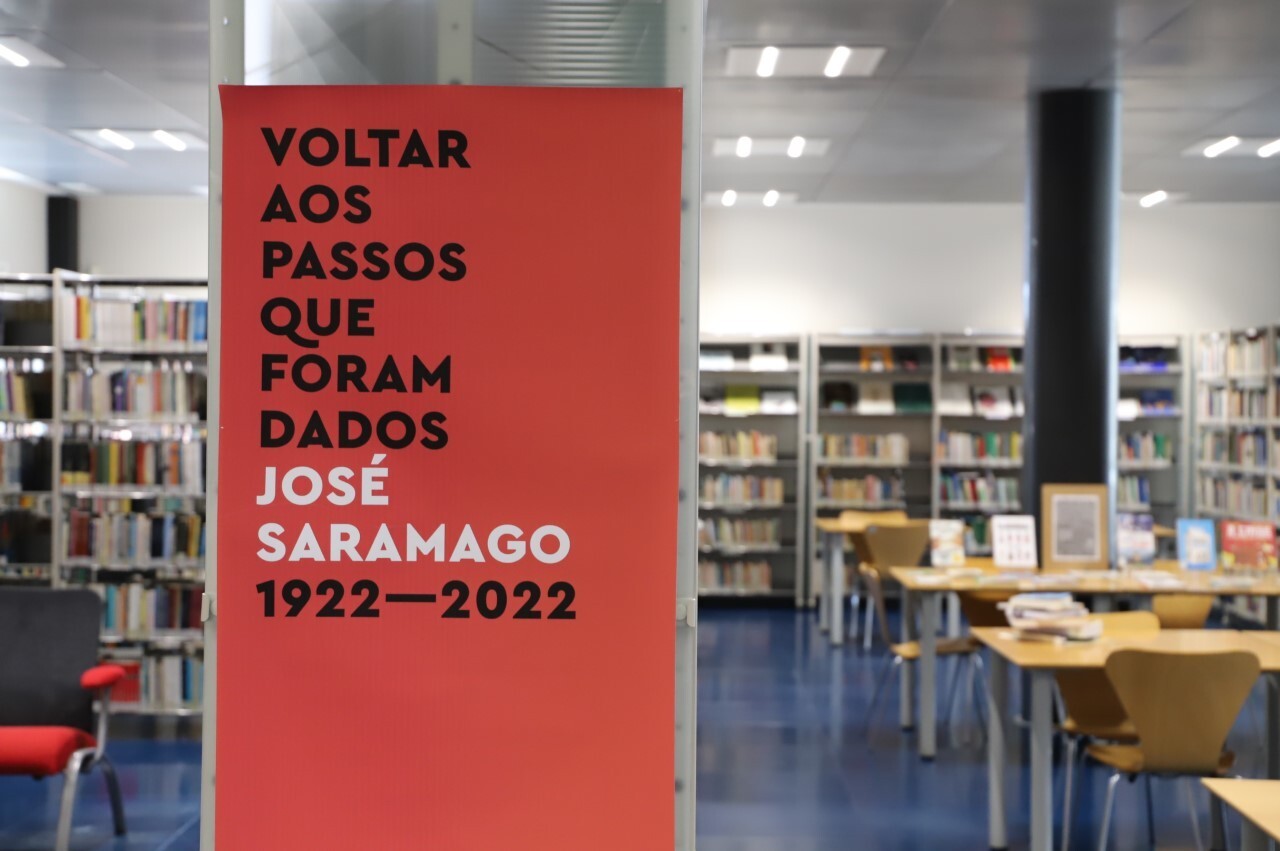 VOLTAR
AOS
PASSOS
QUE
FORAM
DADOS
JOSÉ
SARAMAGO
1922—2022